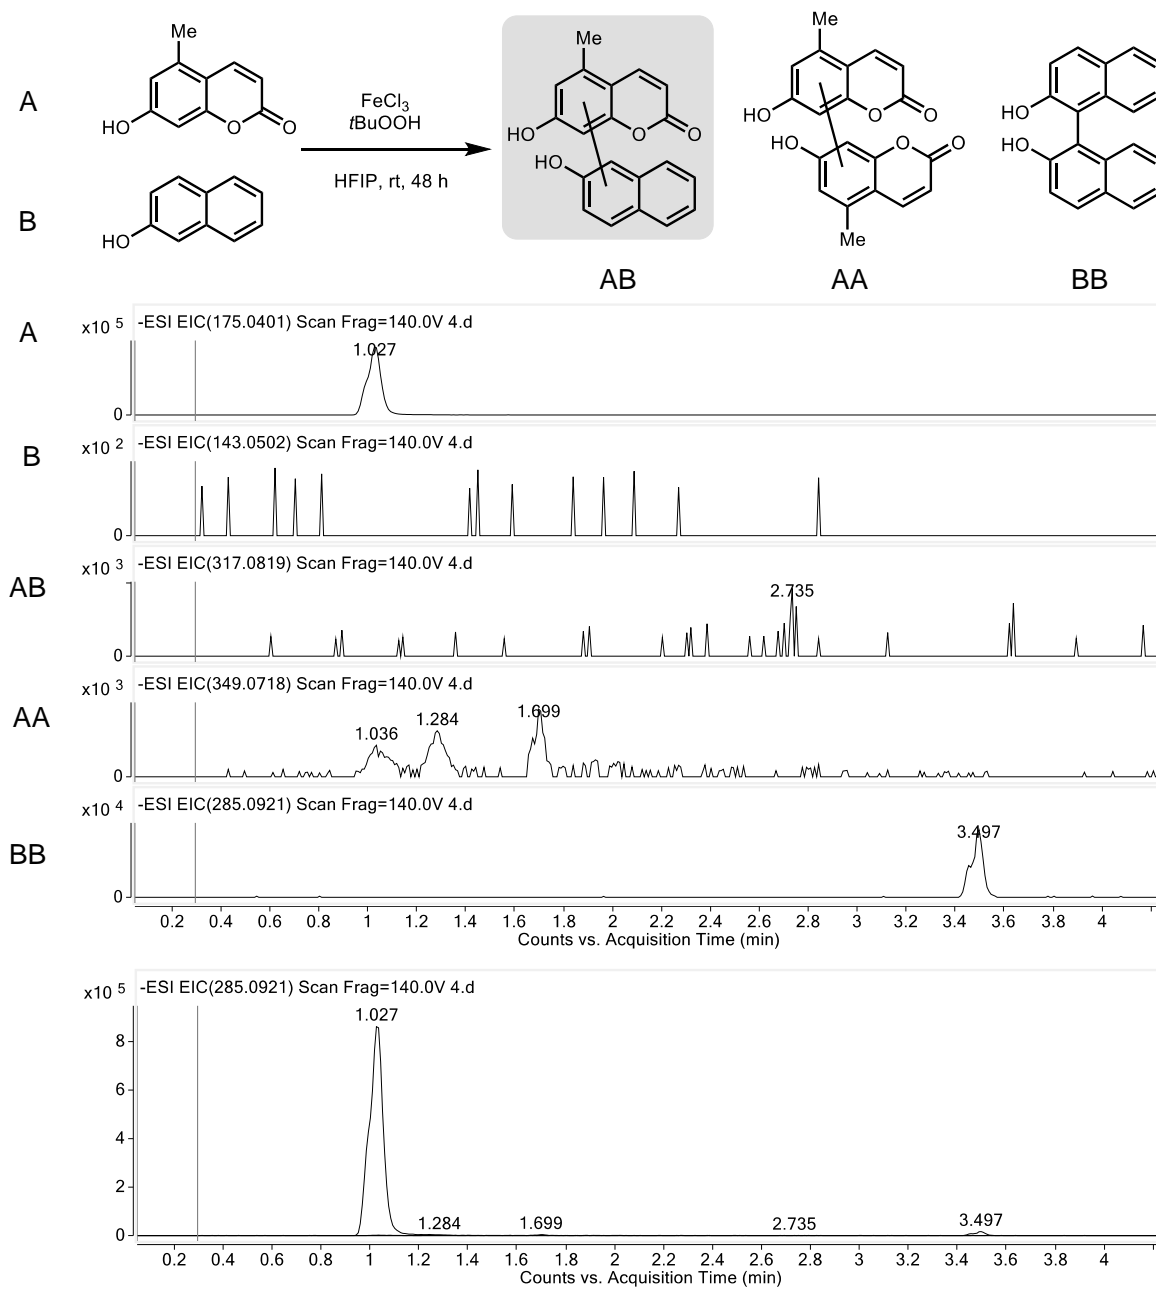 A
Me
HO
O
O
B
HO
FeCl3
tBuOOH
HFIP, rt, 48 h
Me
HO
O
O
HO
AB
Me
HO
O
O
HO
O
O
Me
AA
HO
HO
BB
A
x10 5
-ESI EIC(175.0401) Scan Frag=140.0V 4.d
1.027
0
B
x10 2
-ESI EIC(143.0502) Scan Frag=140.0V 4.d
0
AB
x10 3
-ESI EIC(317.0819) Scan Frag=140.0V 4.d
2.735
0
AA
x10 3
-ESI EIC(349.0718) Scan Frag=140.0V 4.d
1.036 1.284 1.699
0
BB
x10 4
-ESI EIC(285.0921) Scan Frag=140.0V 4.d
3.497
0
0.2 0.4 0.6 0.8 1 1.2 1.4 1.6 1.8 2 2.2 2.4 2.6 2.8 3 3.2 3.4 3.6 3.8 4
Counts vs. Acquisition Time (min)
x10 5
-ESI EIC(285.0921) Scan Frag=140.0V 4.d
1.027
8
6
4
2
1.284 1.699 2.735 3.497
0
0.2 0.4 0.6 0.8 1 1.2 1.4 1.6 1.8 2 2.2 2.4 2.6 2.8 3 3.2 3.4 3.6 3.8 4
Counts vs. Acquisition Time (min)